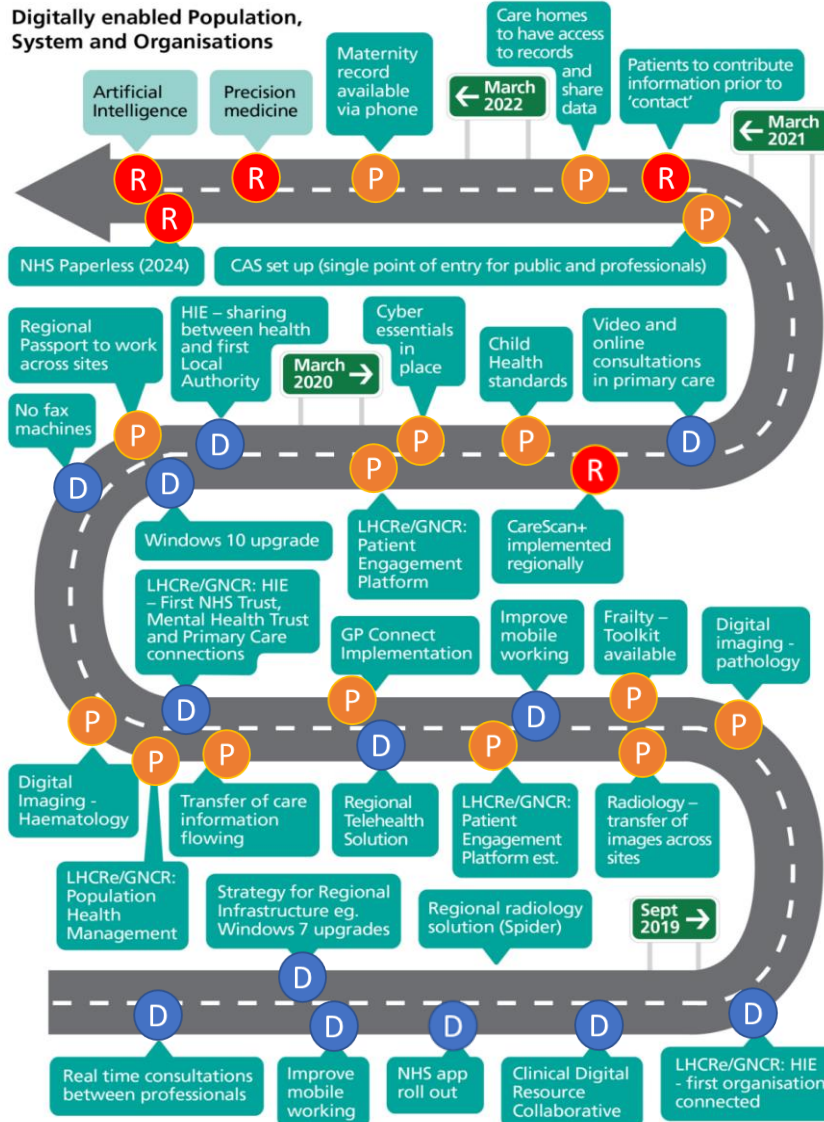 Digitally enabled Population,
System and Organisations
Artificial
Intelligence
Precision
medicine
Maternity
record
available
via phone
← March
2022
Care homes
to have access
to records
and
share
data
Patients to contribute
information prior to
‘contact’
← March
2021
R
R
P
P
R
R
P
NHS Paperless (2024)
CAS set up (single point of entry for public and professionals)
Regional
Passport to work
across sites
HIE – sharing
between health
and first
Local
Authority
March
2020 →
Cyber
essentials
in
place
Child
Health
standards
Video and
online
consultations
in primary care
No fax
machines
P
D
P
P
D
D
D
P
R
Windows 10 upgrade
LHCRe/GNCR:
Patient
Engagement
Platform
CareScan+
implemented
regionally
LHCRe/GNCR: HIE
– First NHS Trust,
Mental Health Trust
and Primary Care
connections
GP Connect
Implementation
Improve
mobile
working
Frailty –
Toolkit
available
Digital
imaging -
pathology
D
P
D
P
P
P
P
P
D
P
P
Digital
Imaging -
Haematology
LHCRe/GNCR:
Population
Health
Management
Transfer of care
information
flowing
Regional
Telehealth
Solution
LHCRe/GNCR:
Patient
Engagement
Platform est.
Radiology –
transfer of
images across
sites
Strategy for Regional
Infrastructure eg.
Windows 7 upgrades
Regional radiology
solution (Spider)
Sept
2019 →
D
D
D
D
D
D
Real time consultations
between professionals
Improve
mobile
working
NHS app
roll out
Clinical Digital
Resource
Collaborative
LHCRe/GNCR: HIE
- first organisation
connected